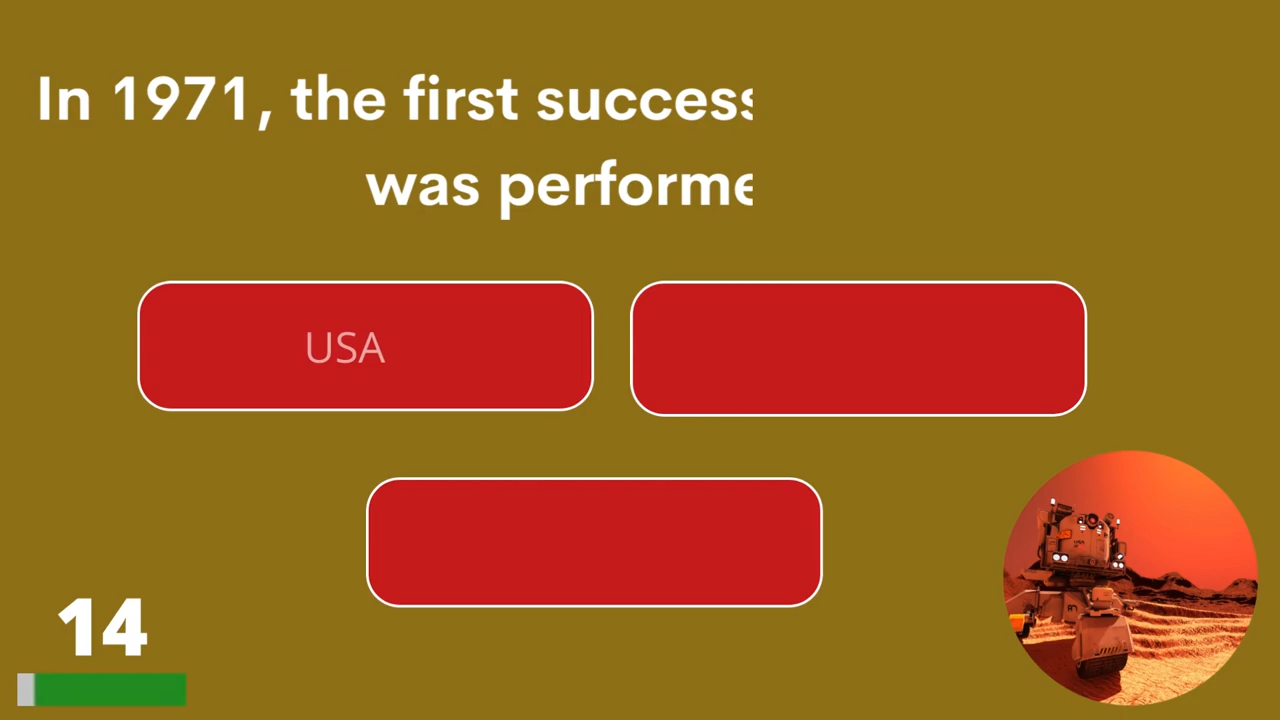 In 1971, the first success
was performe
USA
14